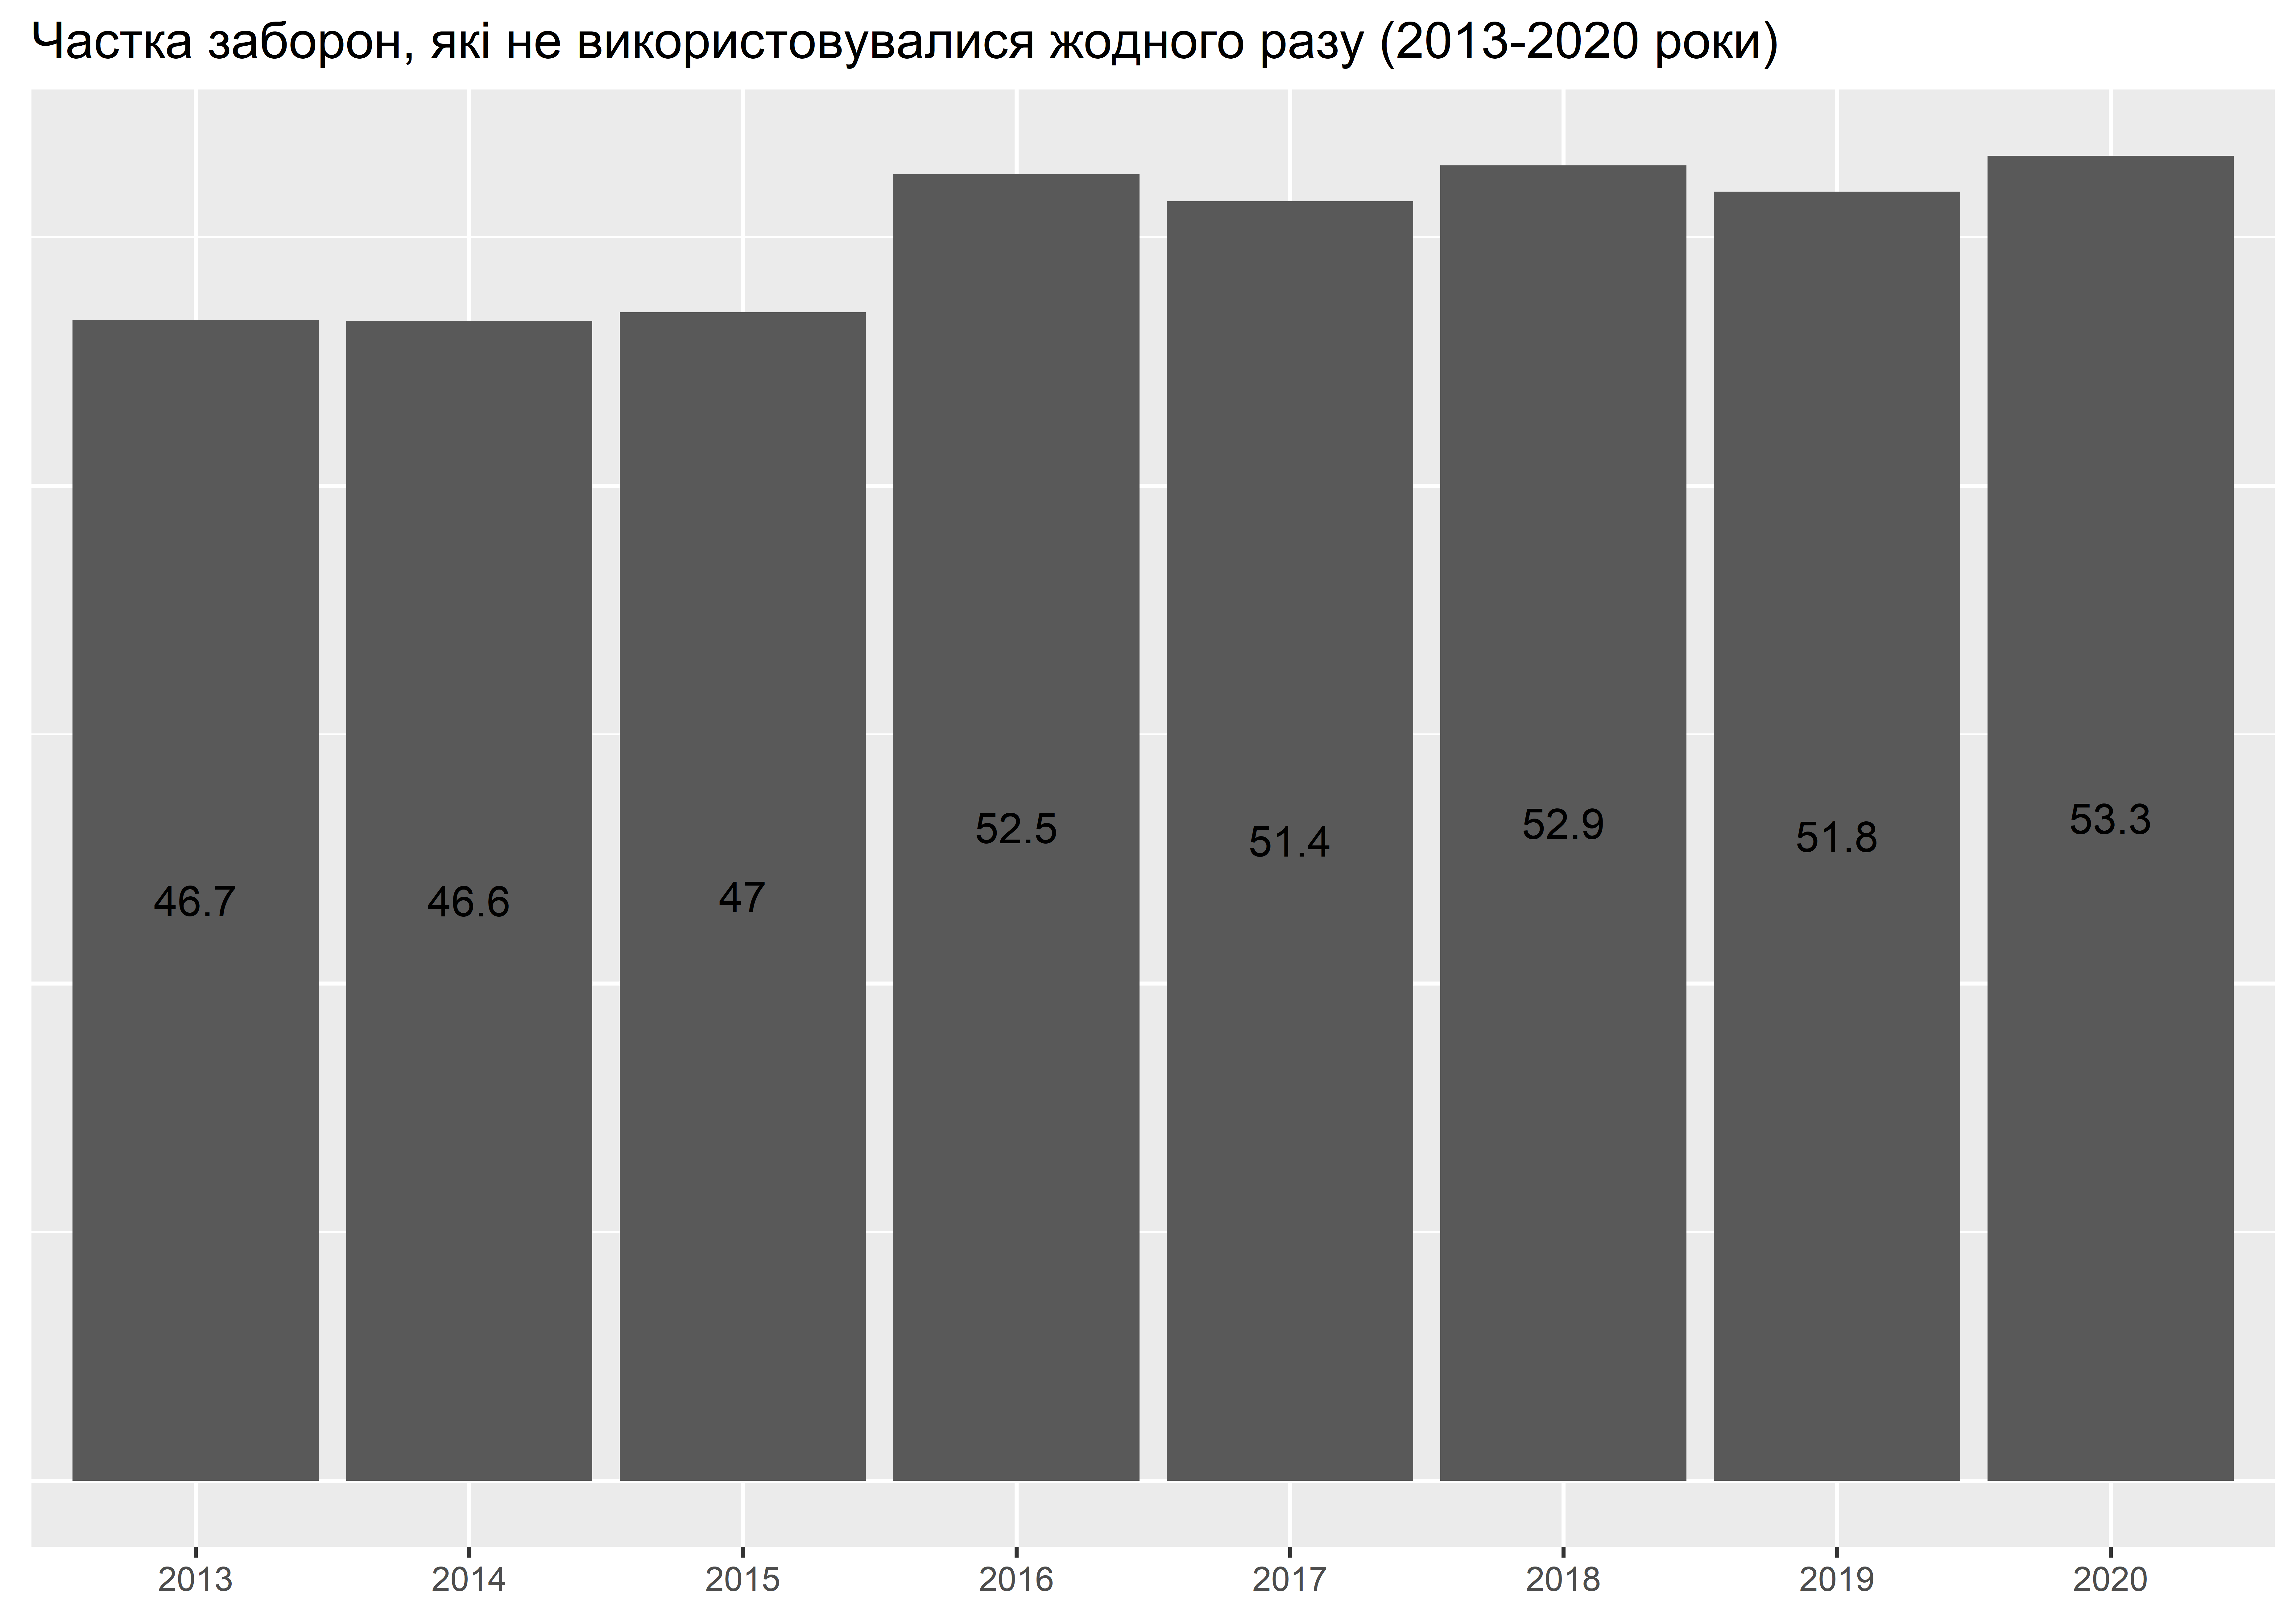 Частка заборон, які не використовувалися жодного разу (2013-2020 роки)
46.7 46.6 47 52.5 51.4 52.9 51.8 53.3
2013 2014 2015 2016 2017 2018 2019 2020